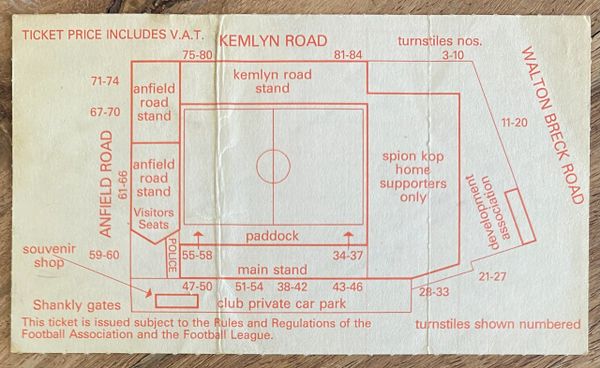 TICKET PRICE INCLUDES V.A.T.
KEMLYN ROAD
turnstiles nos.
75-80
81-84
3-10
WALTON BRECK ROAD
71-74
anfield
road
stand
kemlyn road
stand
67-70
11-20
ANFIELD ROAD
61-66
anfield
road
stand
Visitors
Seats
spion kop
home
supporters
only
development
association
paddock
59-60
POLICE
55-58
34-37
souvenir
shop
main stand
21-27
47-50
51-54
38-42
43-46
28-33
Shankly gates
club private car park
This ticket is issued subject to the Rules and Regulations of the
Football Association and the Football League.
turnstiles shown numbered